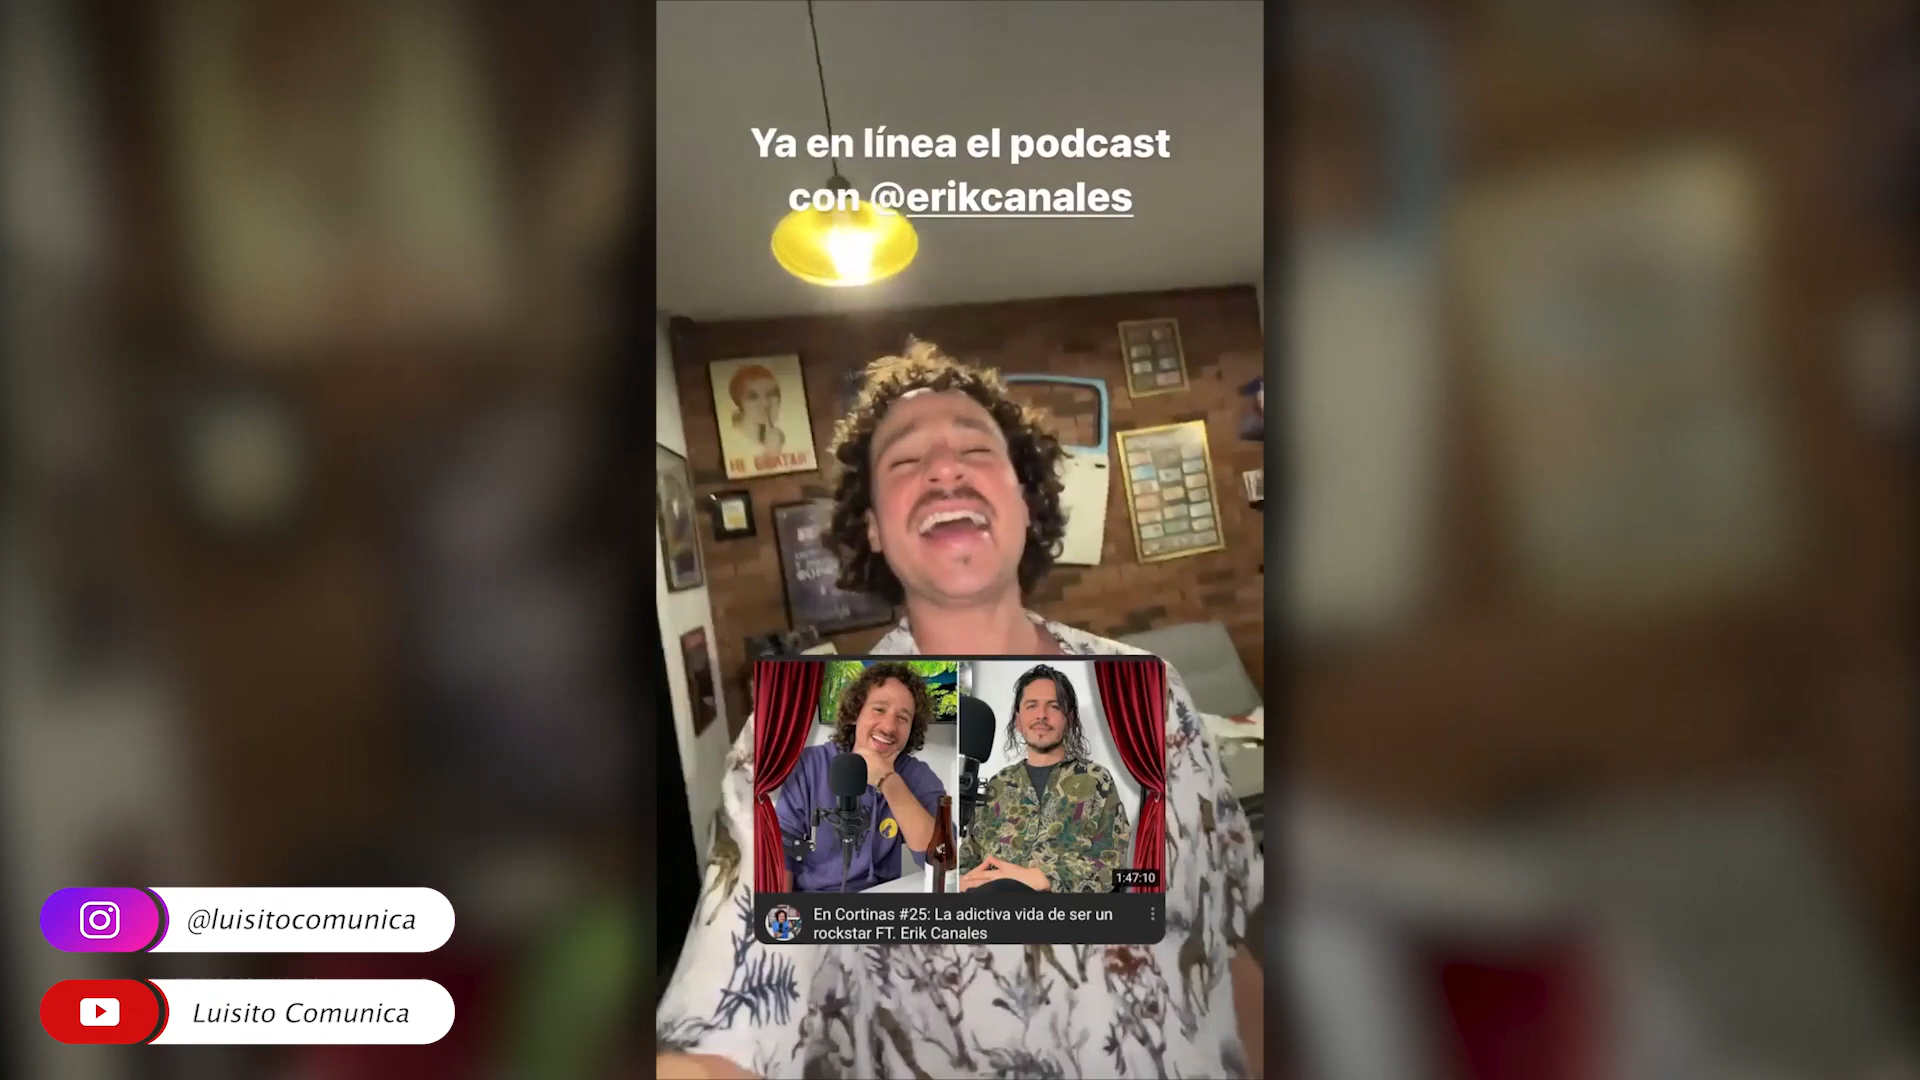 Ya en línea el podcast
con @erikcanales
1:47:10
En Cortinas #25: La adictiva vida de ser un
rockstar FT. Erik Canales
@luisitocomunica
Luisito Comunica